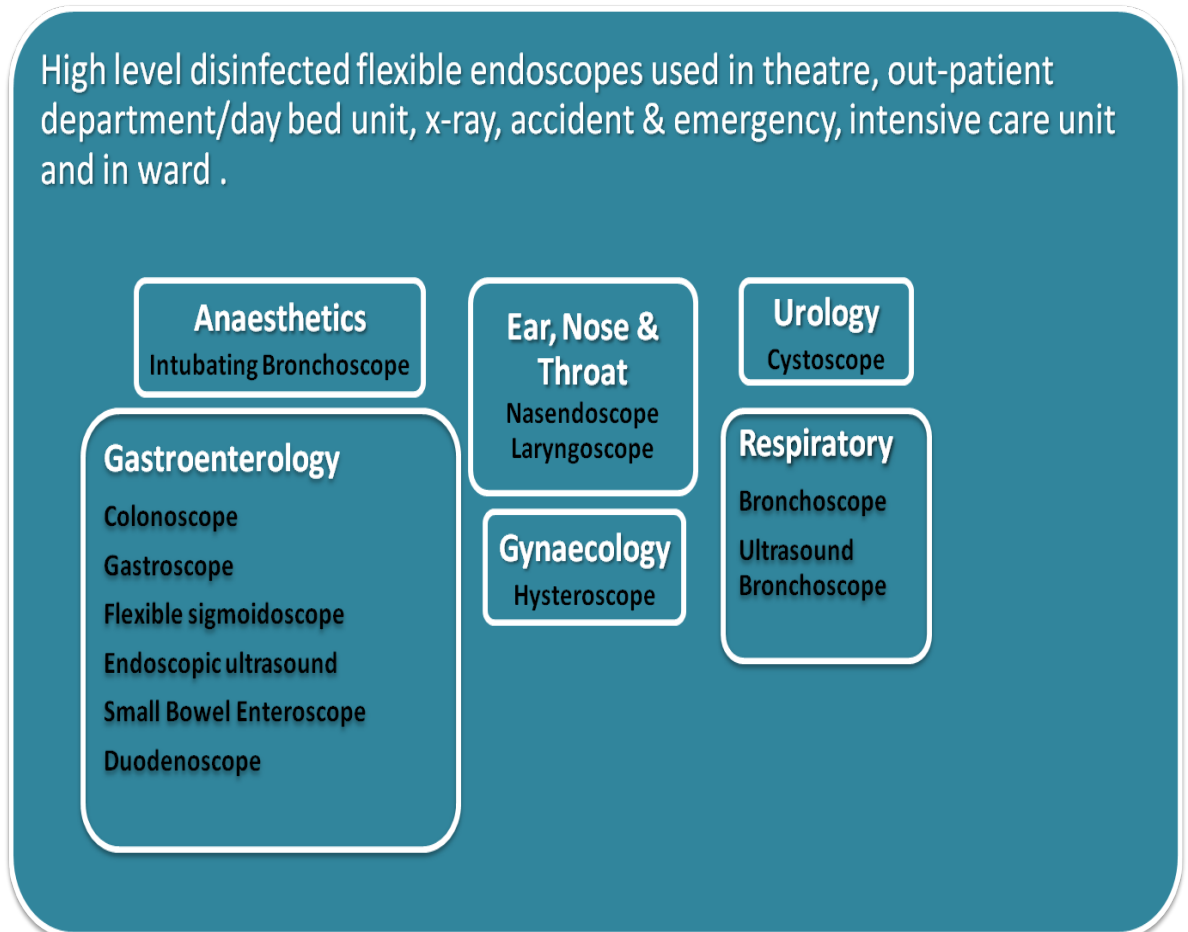 High level disinfected flexible endoscopes used in theatre, out-patient
department/day bed unit, x-ray, accident & emergency, intensive care unit
and in ward .
Anaesthetics
Intubating Bronchoscope
Ear, Nose &
Throat
Nasendoscope
Laryngoscope
Urology
Cystoscope
Gastroenterology
Colonoscope
Gastroscope
Flexible sigmoidoscope
Endoscopic ultrasound
Small Bowel Enteroscope
Duodenoscope
Gynaecology
Hysteroscope
Respiratory
Bronchoscope
Ultrasound
Bronchoscope